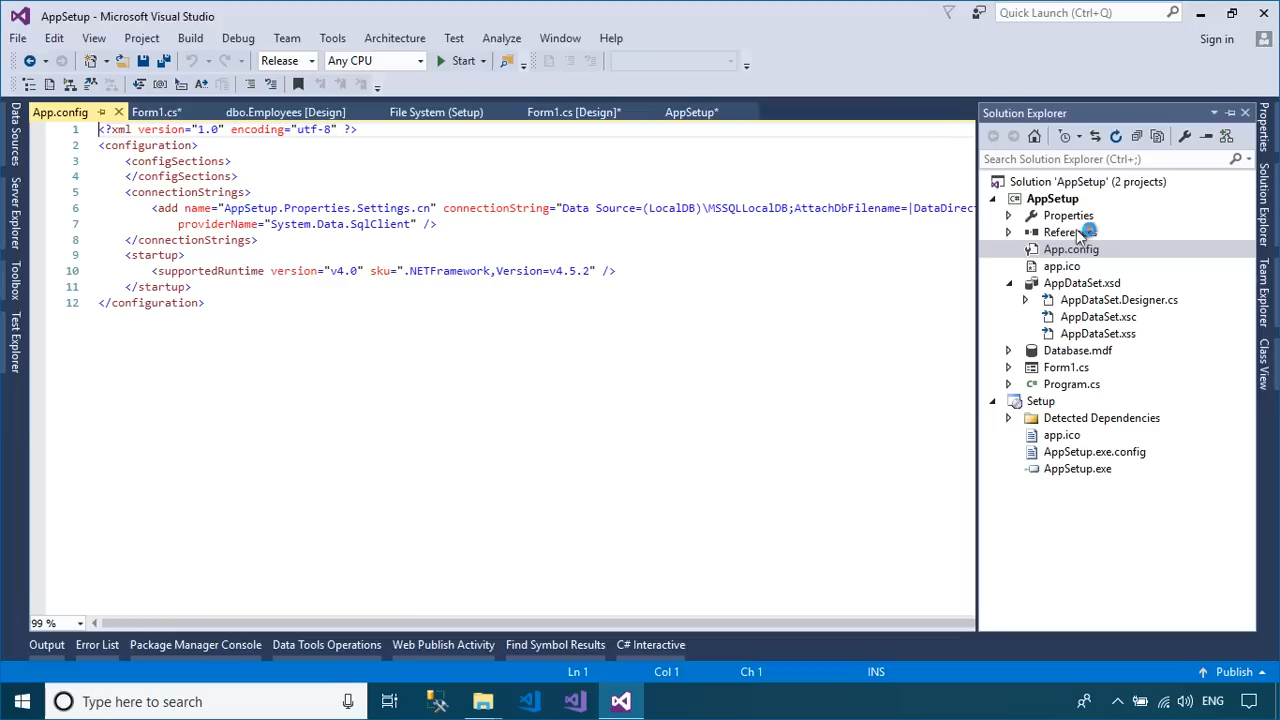 AppSetup - Microsoft Visual Studio
Quick Launch (Ctrl+Q)
File Edit View Project Build Debug Team Tools Architecture Test Analyze Window Help
Sign in
Release Any CPU Start
App.config Form1.cs* dbo.Employees [Design] File System (Setup) Form1.cs [Design]* AppSetup*
1 <?xml version="1.0" encoding="utf-8" ?>
2 <configuration>
3 <configSections>
4 </configSections>
5 <connectionStrings>
6 <add name="AppSetup.Properties.Settings.cn" connectionString="Data Source=(LocalDB)\MSSQLLocalDB;AttachDbFilename=|DataDirect
7 providerName="System.Data.SqlClient" />
8 </connectionStrings>
9 <startup>
10 <supportedRuntime version="v4.0" sku=".NETFramework,Version=v4.5.2" />
11 </startup>
12 </configuration>
99 %
Data Sources
Server Explorer
Toolbox
Test Explorer
Solution Explorer
Search Solution Explorer (Ctrl+;)
Solution 'AppSetup' (2 projects)
AppSetup
Properties
App.config
app.ico
AppDataSet.xsd
AppDataSet.Designer.cs
AppDataSet.xsc
AppDataSet.xss
Database.mdf
Form1.cs
Program.cs
Setup
Detected Dependencies
app.ico
AppSetup.exe.config
AppSetup.exe
Properties
Solution Explorer
Team Explorer
Class View
Output Error List Package Manager Console Data Tools Operations Web Publish Activity Find Symbol Results C# Interactive
Ln 1 Col 1 Ch 1 INS Publish
Type here to search
ENG